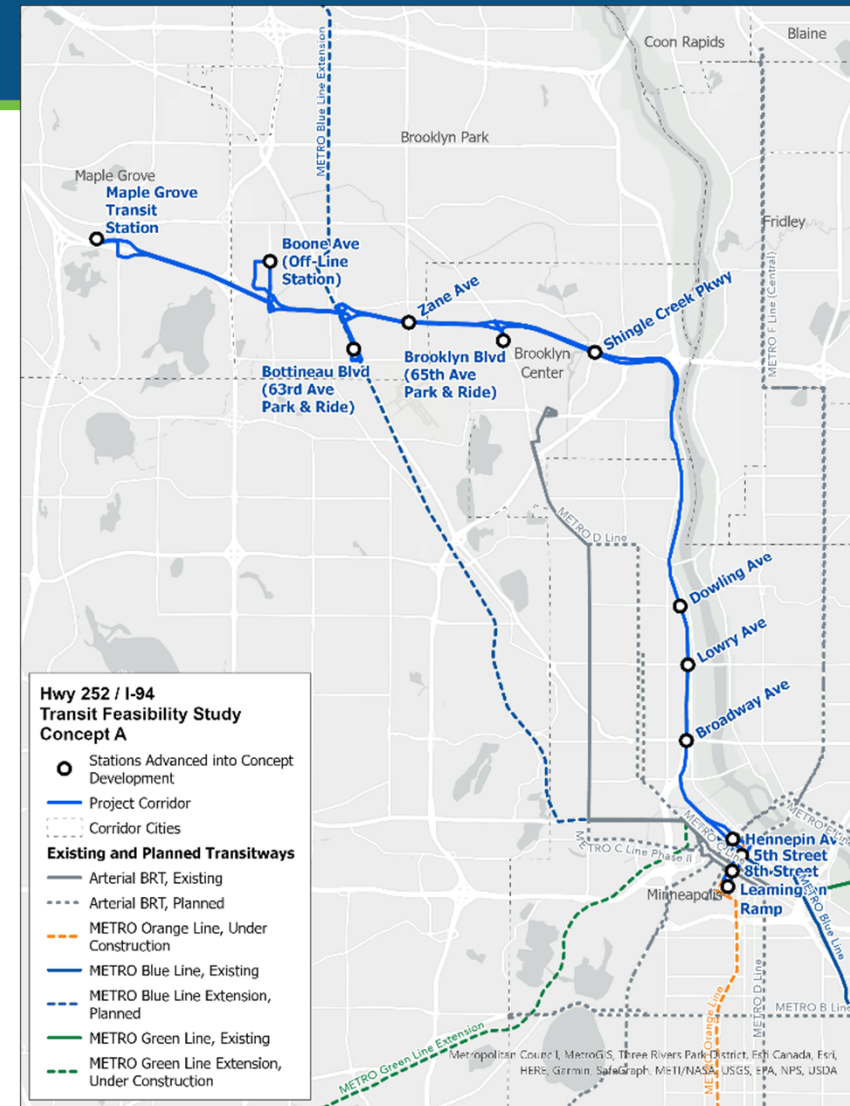 Coon Rapids
Blaine
METRO Blue Line Extension
Brooklyn Park
Maple Grove
Maple Grove
Transit
Station
Fridley
Boone Ave
(Off-Line
Station)
METRO F Line (Central)
Zane Ave
Shingle Creek Pkwy
Brooklyn Blvd
(65th Ave
Park & Ride)
Brooklyn
Center
Bottineau Blvd
(63rd Ave
Park & Ride)
METRO D Line
Dowling Ave
Lowry Ave
Broadway Ave
Hwy 252 / I-94
Transit Feasibility Study
Concept A
Stations Advanced into Concept
Development
Project Corridor
Corridor Cities
Existing and Planned Transitways
Arterial BRT, Existing
Arterial BRT, Planned
METRO Orange Line, Under
Construction
METRO Blue Line, Existing
METRO Blue Line Extension,
Planned
METRO Green Line, Existing
METRO Green Line Extension,
Under Construction
METRO C Line
METRO C Line Phase II
METRO
Hennepin Av
5th Street
8th Street
Ramp
Minneapolis
METRO Blue Line
METRO D Line
METRO B Line
METRO Orange Line
METRO Green Line Extension
Metropolitan Council, MetroGIS, Three Rivers Park District, Esri Canada, Esri,
HERE, Garmin, SafeGraph, METI/NASA, USGS, EPA, NPS, USDA